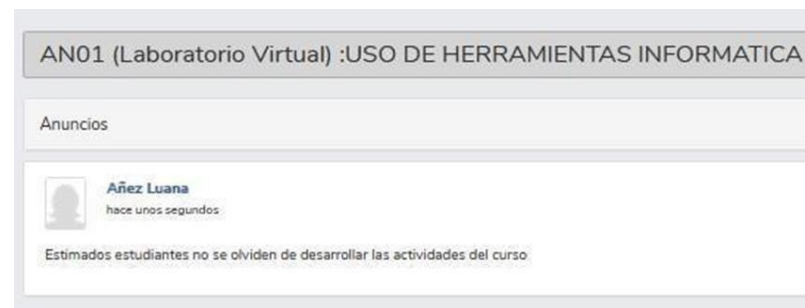 AN01 (Laboratorio Virtual) :USO DE HERRAMIENTAS INFORMATICA
Anuncios
Añez Luana
hace unos segundos
Estimados estudiantes no se olviden de desarrollar las actividades del curso